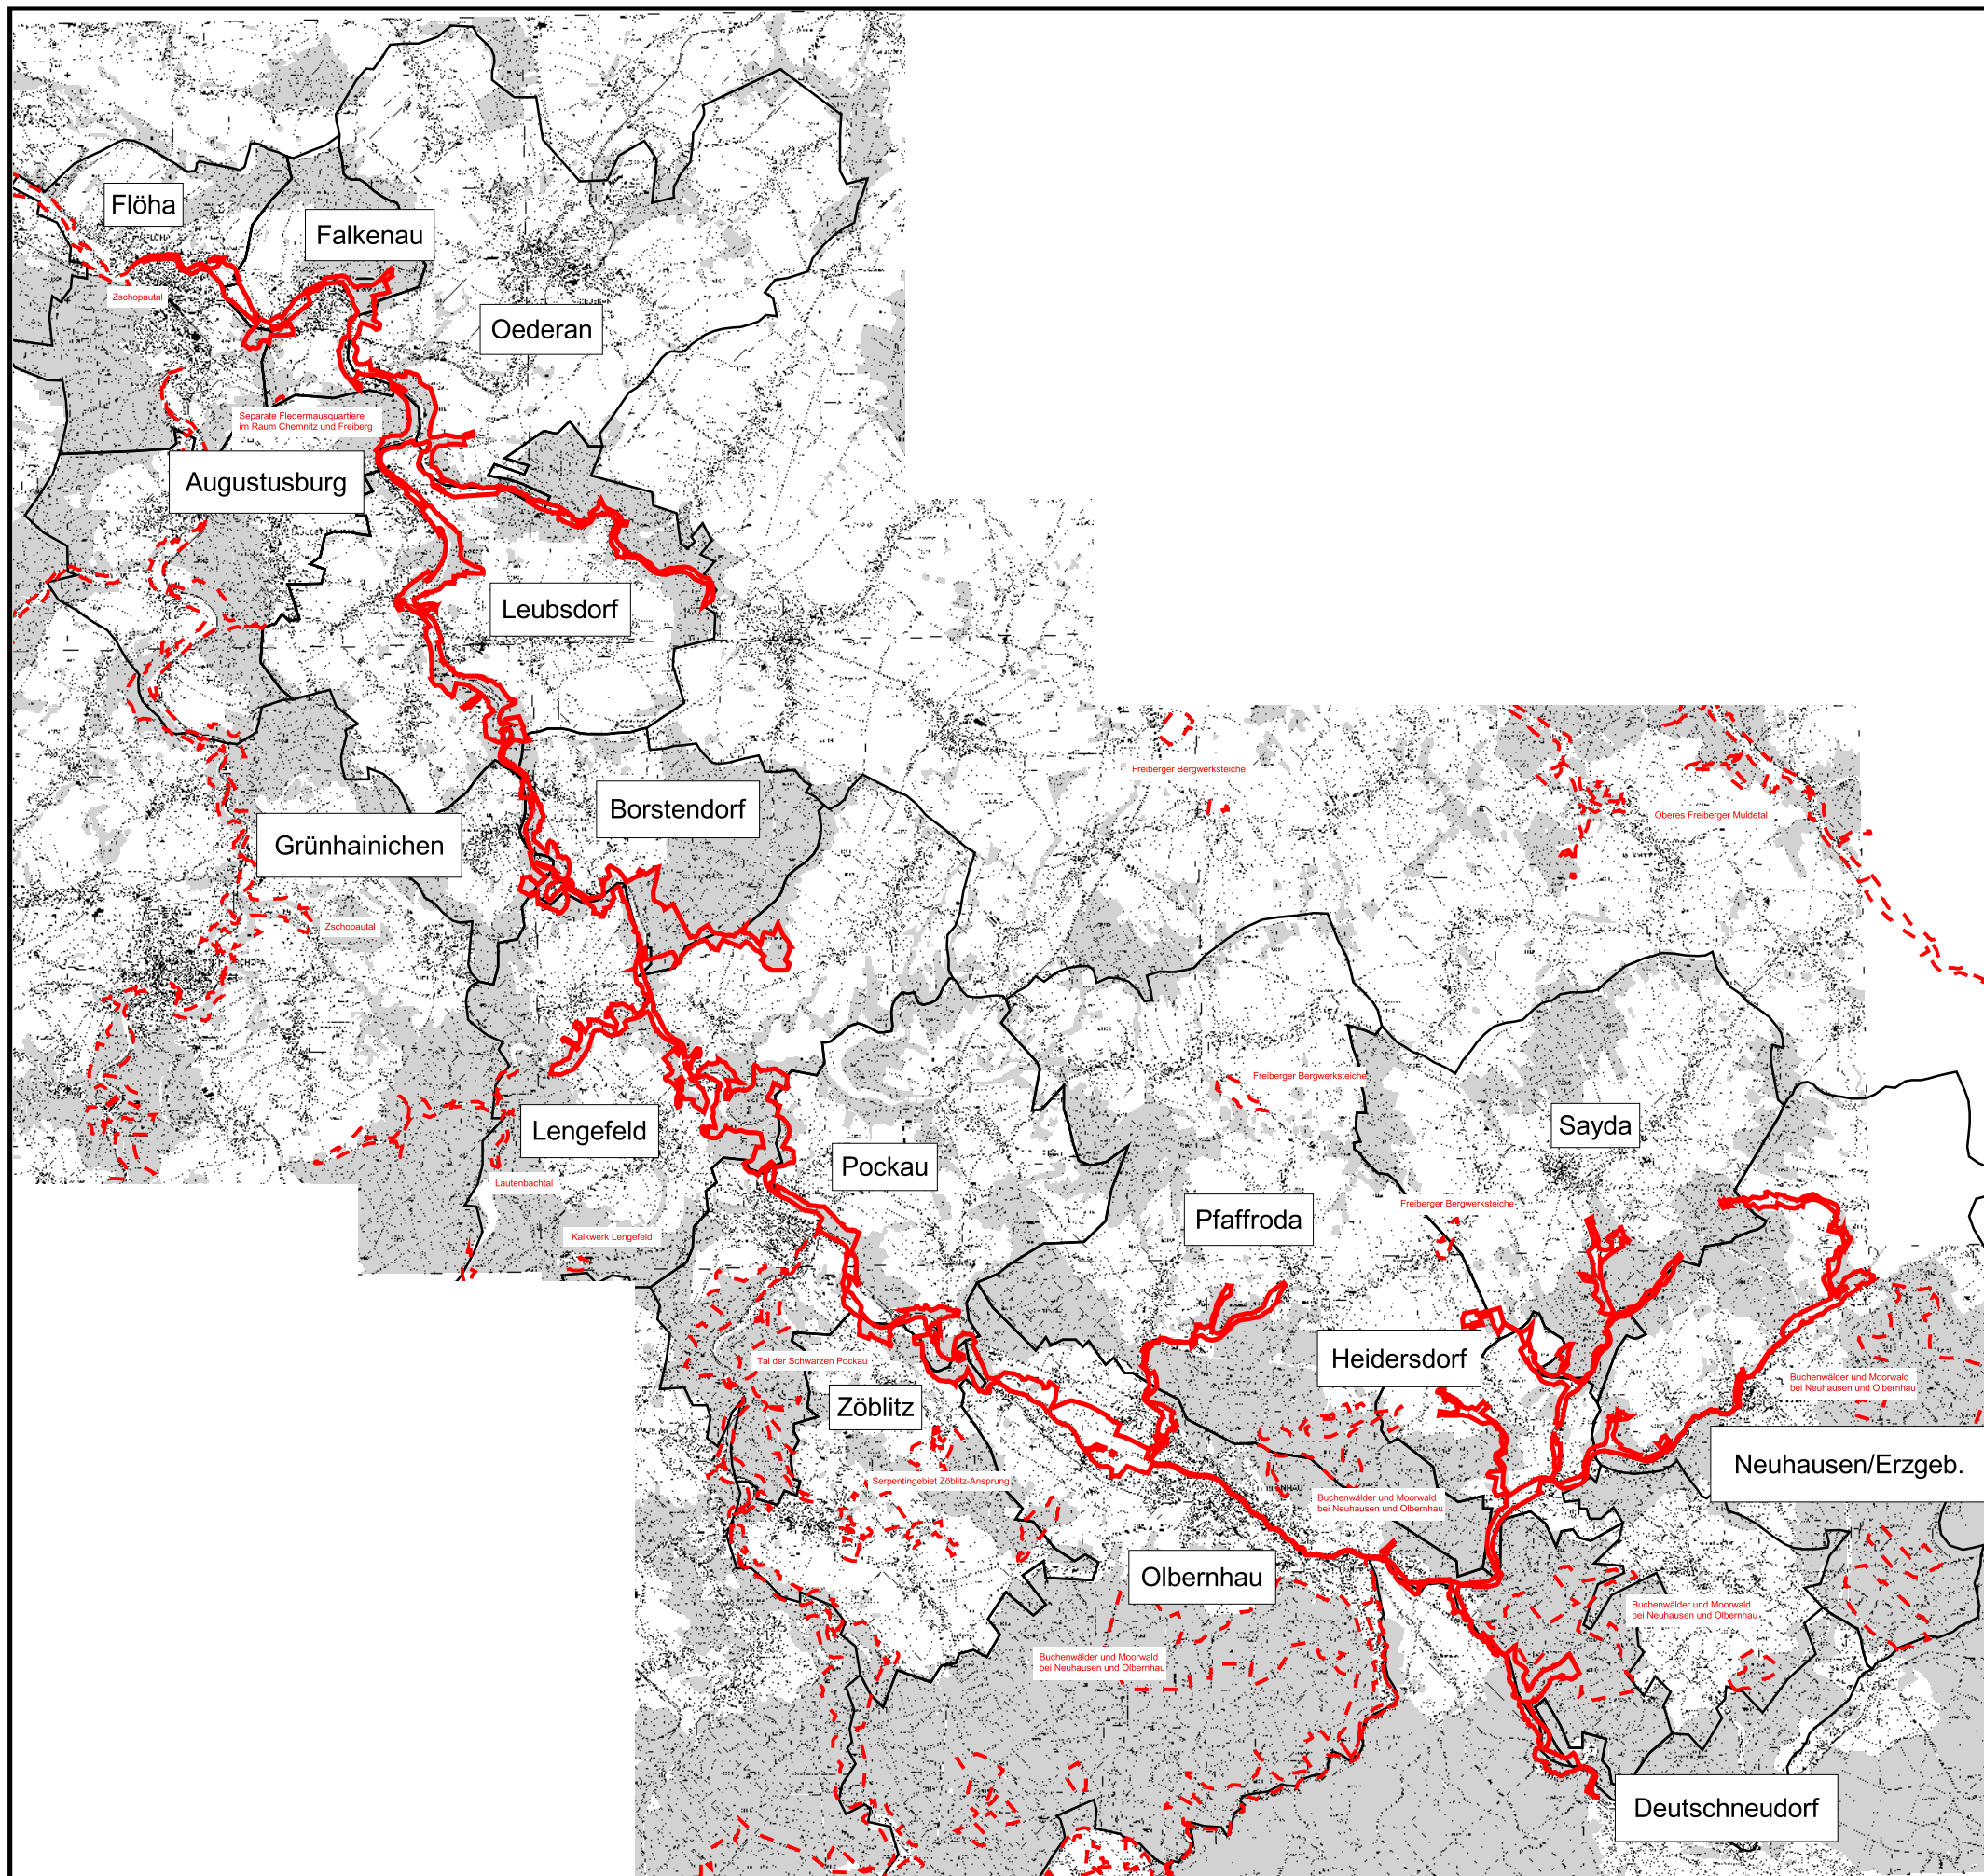 Flöha
Falkenau
Zschopautal
Oederan
Separate Fledermausquartiere
im Raum Chemnitz und Freiberg
Augustusburg
Leubsdorf
Freiberger Bergwerksteiche
Borstendorf
Oberes Freiberger Muldetal
Grünhainichen
Zschopautal
Freiberger Bergwerksteiche
Sayda
Lengefeld
Pockau
Lautenbachtal
Freiberger Bergwerksteiche
Pfaffroda
Kalkwerk Lengefeld
Tal der Schwarzen Pockau
Heidersdorf
Buchenwälder und Moorwald
bei Neuhausen und Olbernhau
Zöblitz
Neuhausen/Erzgeb.
Serpentingebiet Zöblitz-Ansprung
Buchenwälder und Moorwald
bei Neuhausen und Olbernhau
Olbernhau
Buchenwälder und Moorwald
bei Neuhausen und Olbernhau
Buchenwälder und Moorwald
bei Neuhausen und Olbernhau
Deutschneudorf